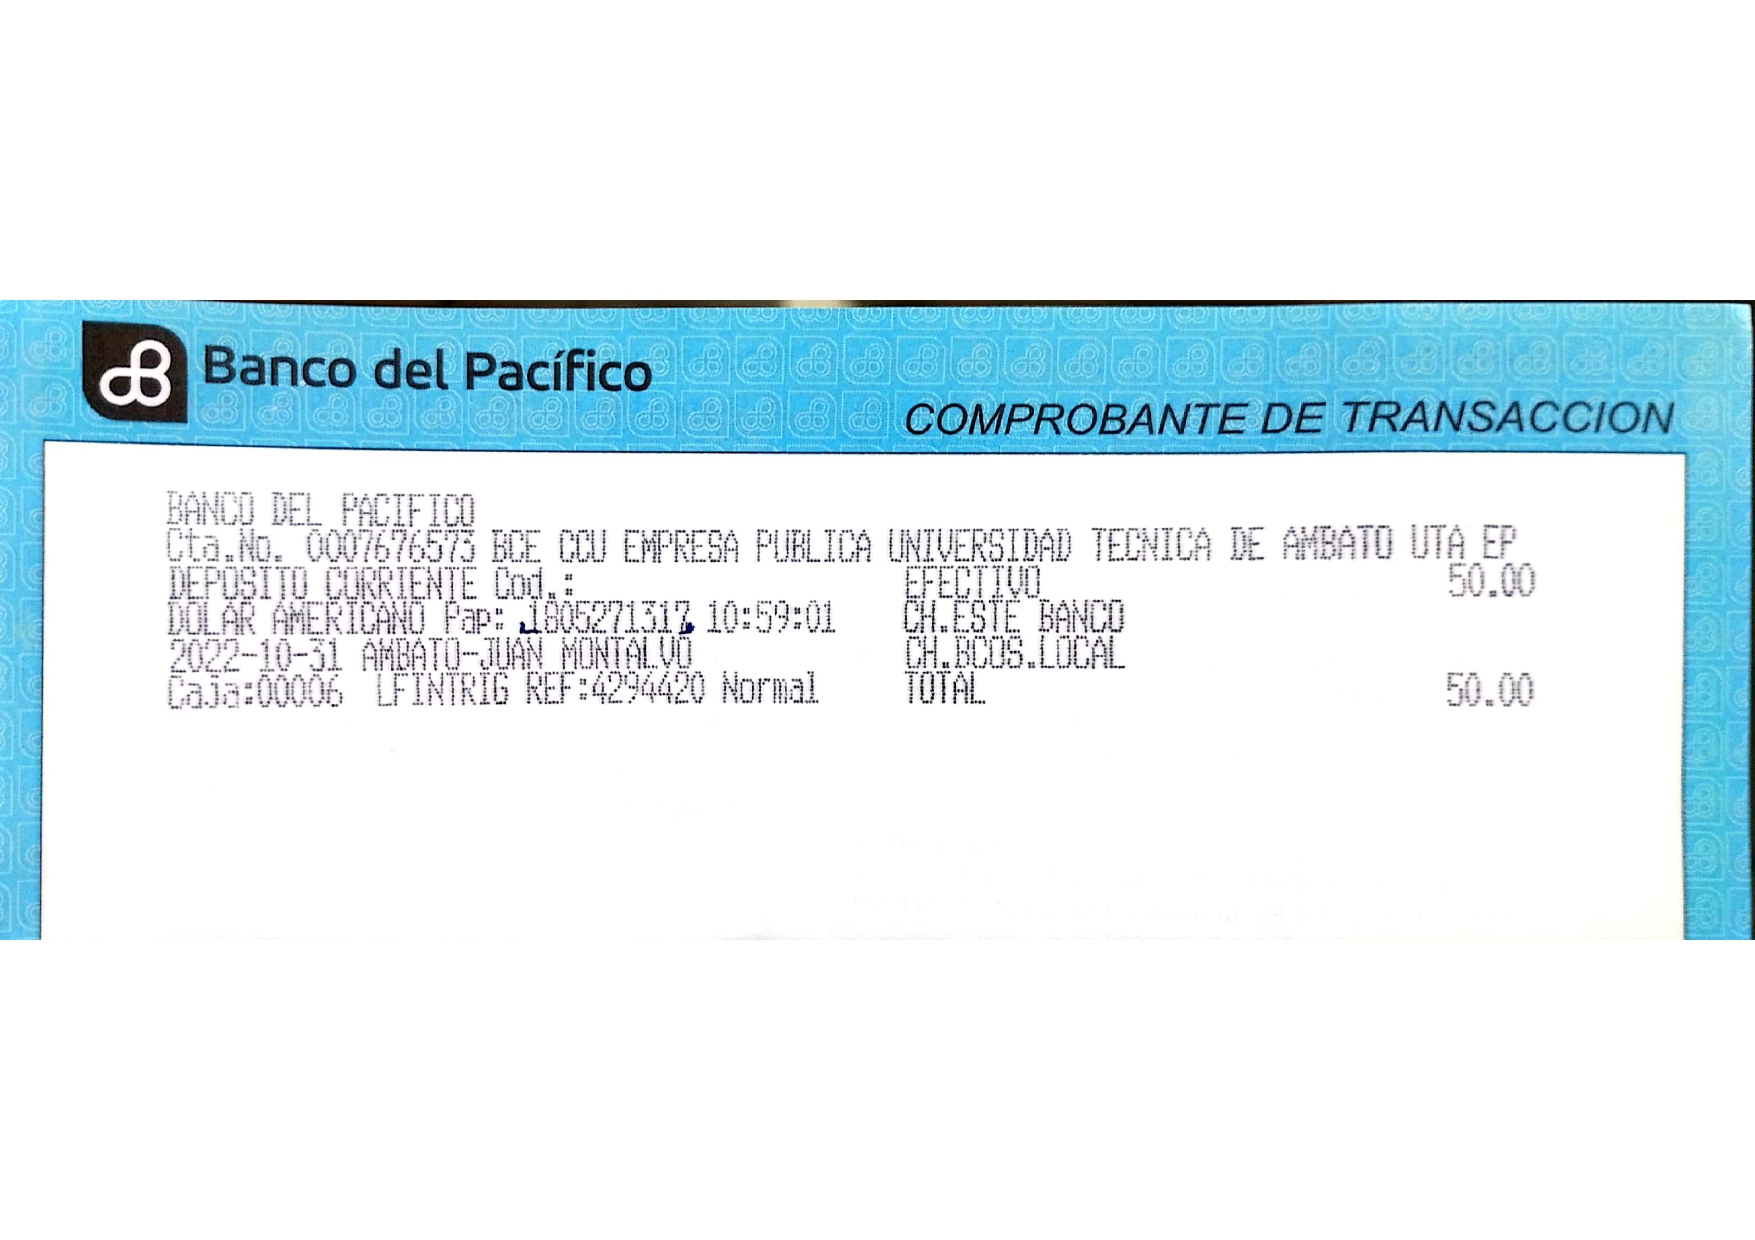 Banco del Pacífico
COMPROBANTE DE TRANSACCION
BANCO DEL PACIFICO
Cta.No. 0007676573 BCE CCU EMPRESA PUBLICA UNIVERSIDAD TECNICA DE AMBATO UTA EP
DEPOSITO CORRIENTE Cod.: EFECTIVO 50.00
DOLAR AMERICANO Pap: 1805271317 10:59:01 CH.ESTE BANCO
2022-10-31 AMBATO-JUAN MONTALVO CH.BCOS.LOCAL
Caja:00006 LFINTRIG REF:4294420 Normal TOTAL 50.00